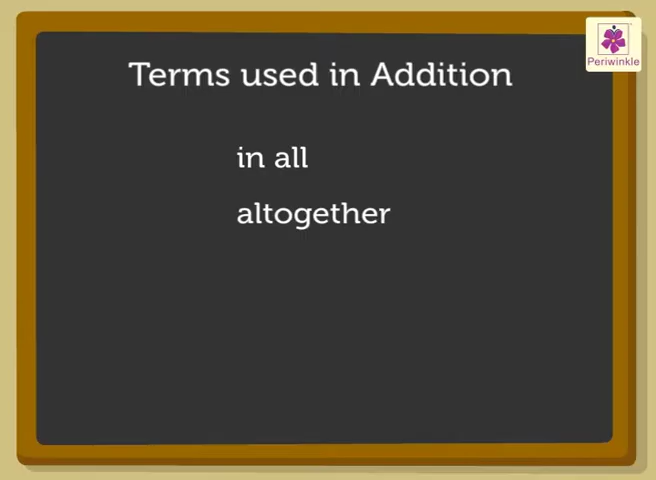 Periwinkle
Terms used in Addition
in all
altogether